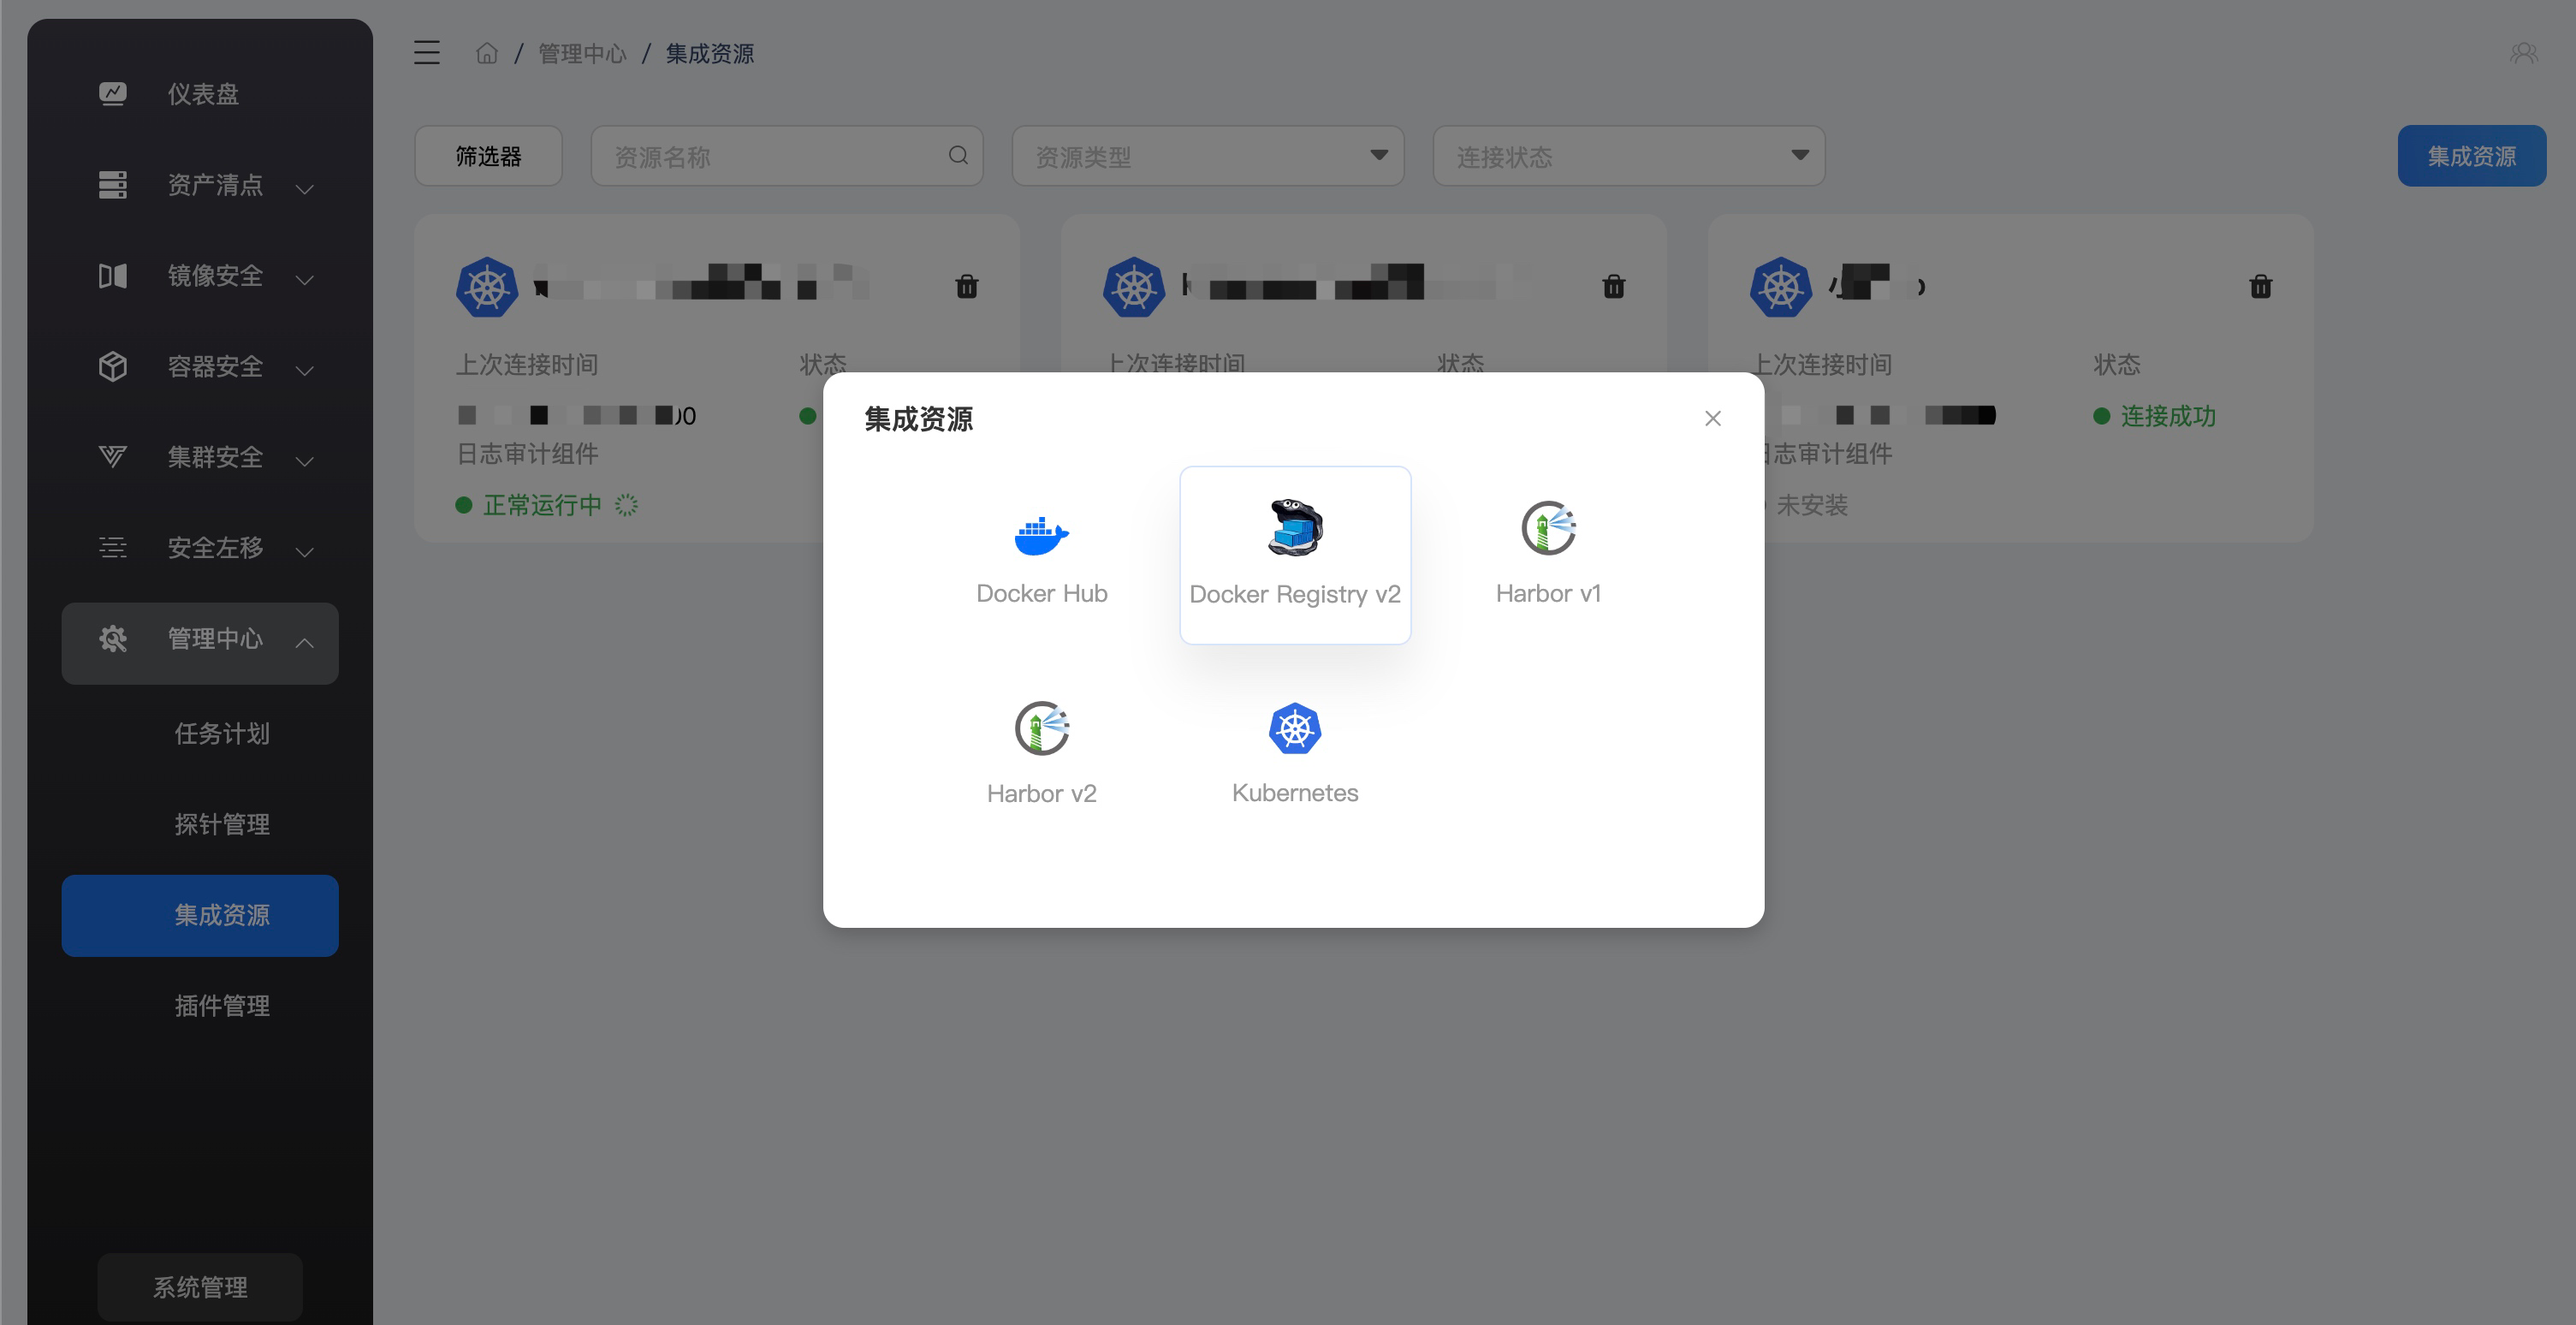 仪表盘
资产清点
镜像安全
容器安全
集群安全
安全左移
管理中心
任务计划
探针管理
集成资源
插件管理
系统管理
/ 管理中心 / 集成资源
筛选器
资源名称
资源类型
连接状态
集成资源
上次连接时间
状态
日志审计组件
正常运行中
上次连接时间
状态
上次连接时间
状态
连接成功
日志审计组件
未安装
集成资源
Docker Hub
Docker Registry v2
Harbor v1
Harbor v2
Kubernetes